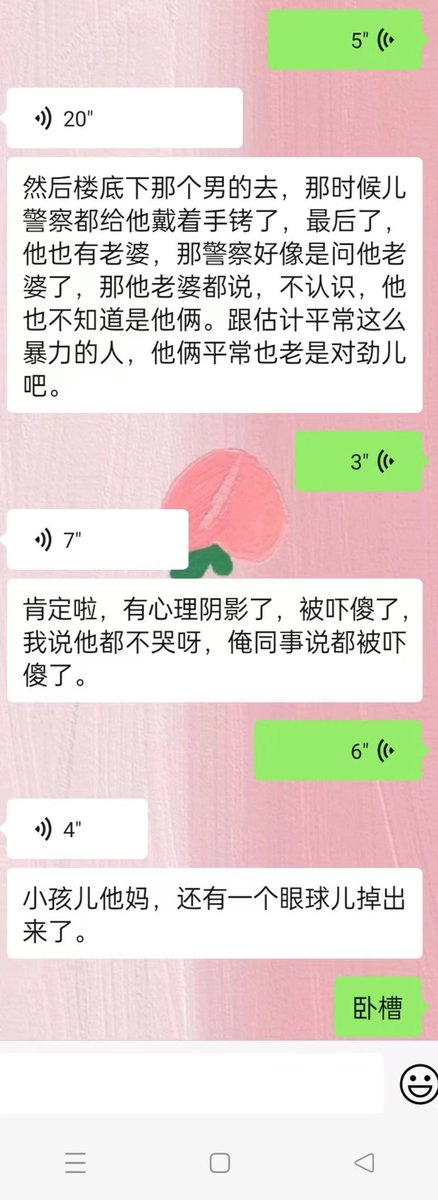 5"
20"
然后楼底下那个男的去，那时候儿
警察都给他戴着手铐了，最后了，
他也有老婆，那警察好像是问他老
婆了，那他老婆都说，不认识，他
也不知道是他俩。跟估计平常这么
暴力的人，他俩平常也老是对劲儿
吧。
3"
7"
肯定啦，有心理阴影了，被吓傻了，
我说他都不哭呀，俺同事说都被吓
傻了。
6"
4"
小孩儿他妈，还有一个眼球儿掉出
来了。
卧槽